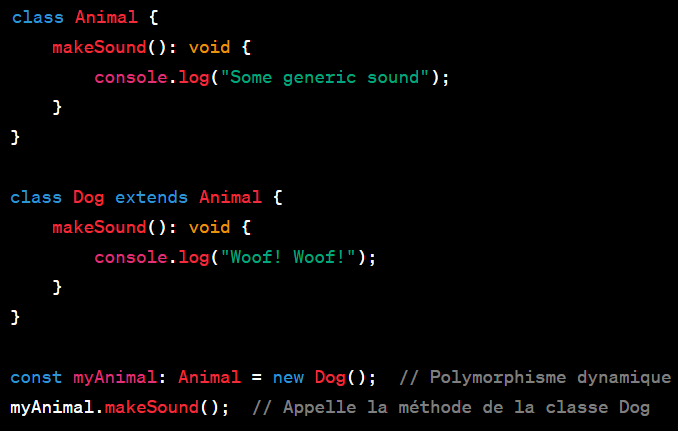 class Animal {
    makeSound(): void {
        console.log("Some generic sound");
    }
}

class Dog extends Animal {
    makeSound(): void {
        console.log("Woof! Woof!");
    }
}

const myAnimal: Animal = new Dog();  // Polymorphisme dynamique
myAnimal.makeSound();  // Appelle la méthode de la classe Dog